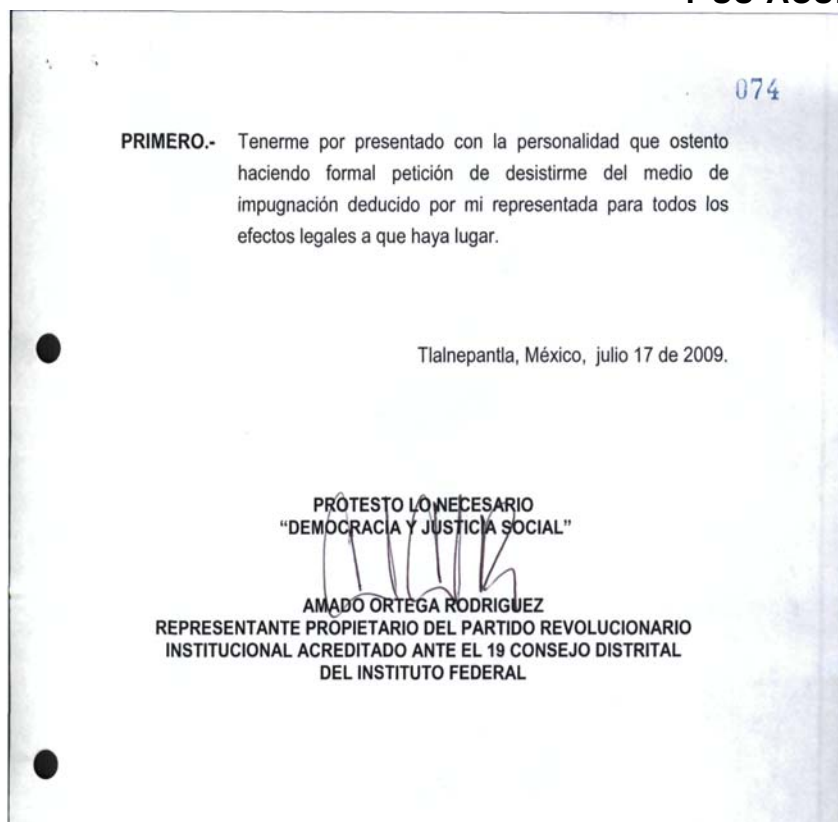 074
PRIMERO.- Tenerme por presentado con la personalidad que ostento
haciendo formal petición de desistirme del medio de
impugnación deducido por mi representada para todos los
efectos legales a que haya lugar.
Tlalnepantla, México, julio 17 de 2009.
PROTESTO LO NECESARIO
“DEMOCRACIA Y JUSTICIA SOCIAL”
AMADO ORTEGA RODRIGUEZ
REPRESENTANTE PROPIETARIO DEL PARTIDO REVOLUCIONARIO
INSTITUCIONAL ACREDITADO ANTE EL 19 CONSEJO DISTRITAL
DEL INSTITUTO FEDERAL